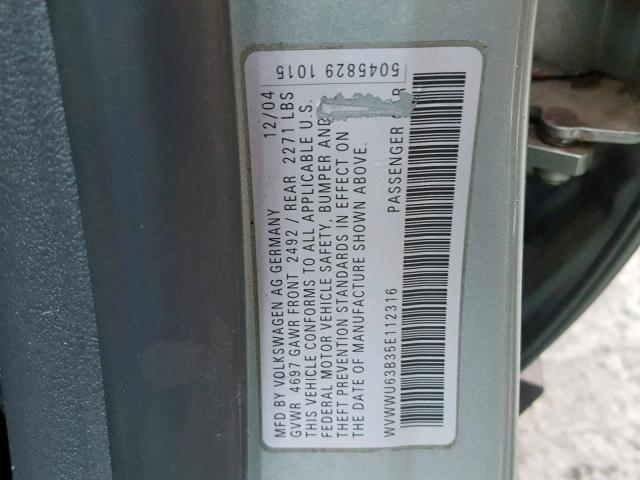 5045829 1015
MFD BY VOLKSWAGEN AG GERMANY 12/04
GVWR 4697 GAWR FRONT 2492 / REAR 2271 LBS
THIS VEHICLE CONFORMS TO ALL APPLICABLE U.S.
FEDERAL MOTOR VEHICLE SAFETY, BUMPER AND
THEFT PREVENTION STANDARDS IN EFFECT ON
THE DATE OF MANUFACTURE SHOWN ABOVE.
PASSENGER
WVWWU63B35E112316